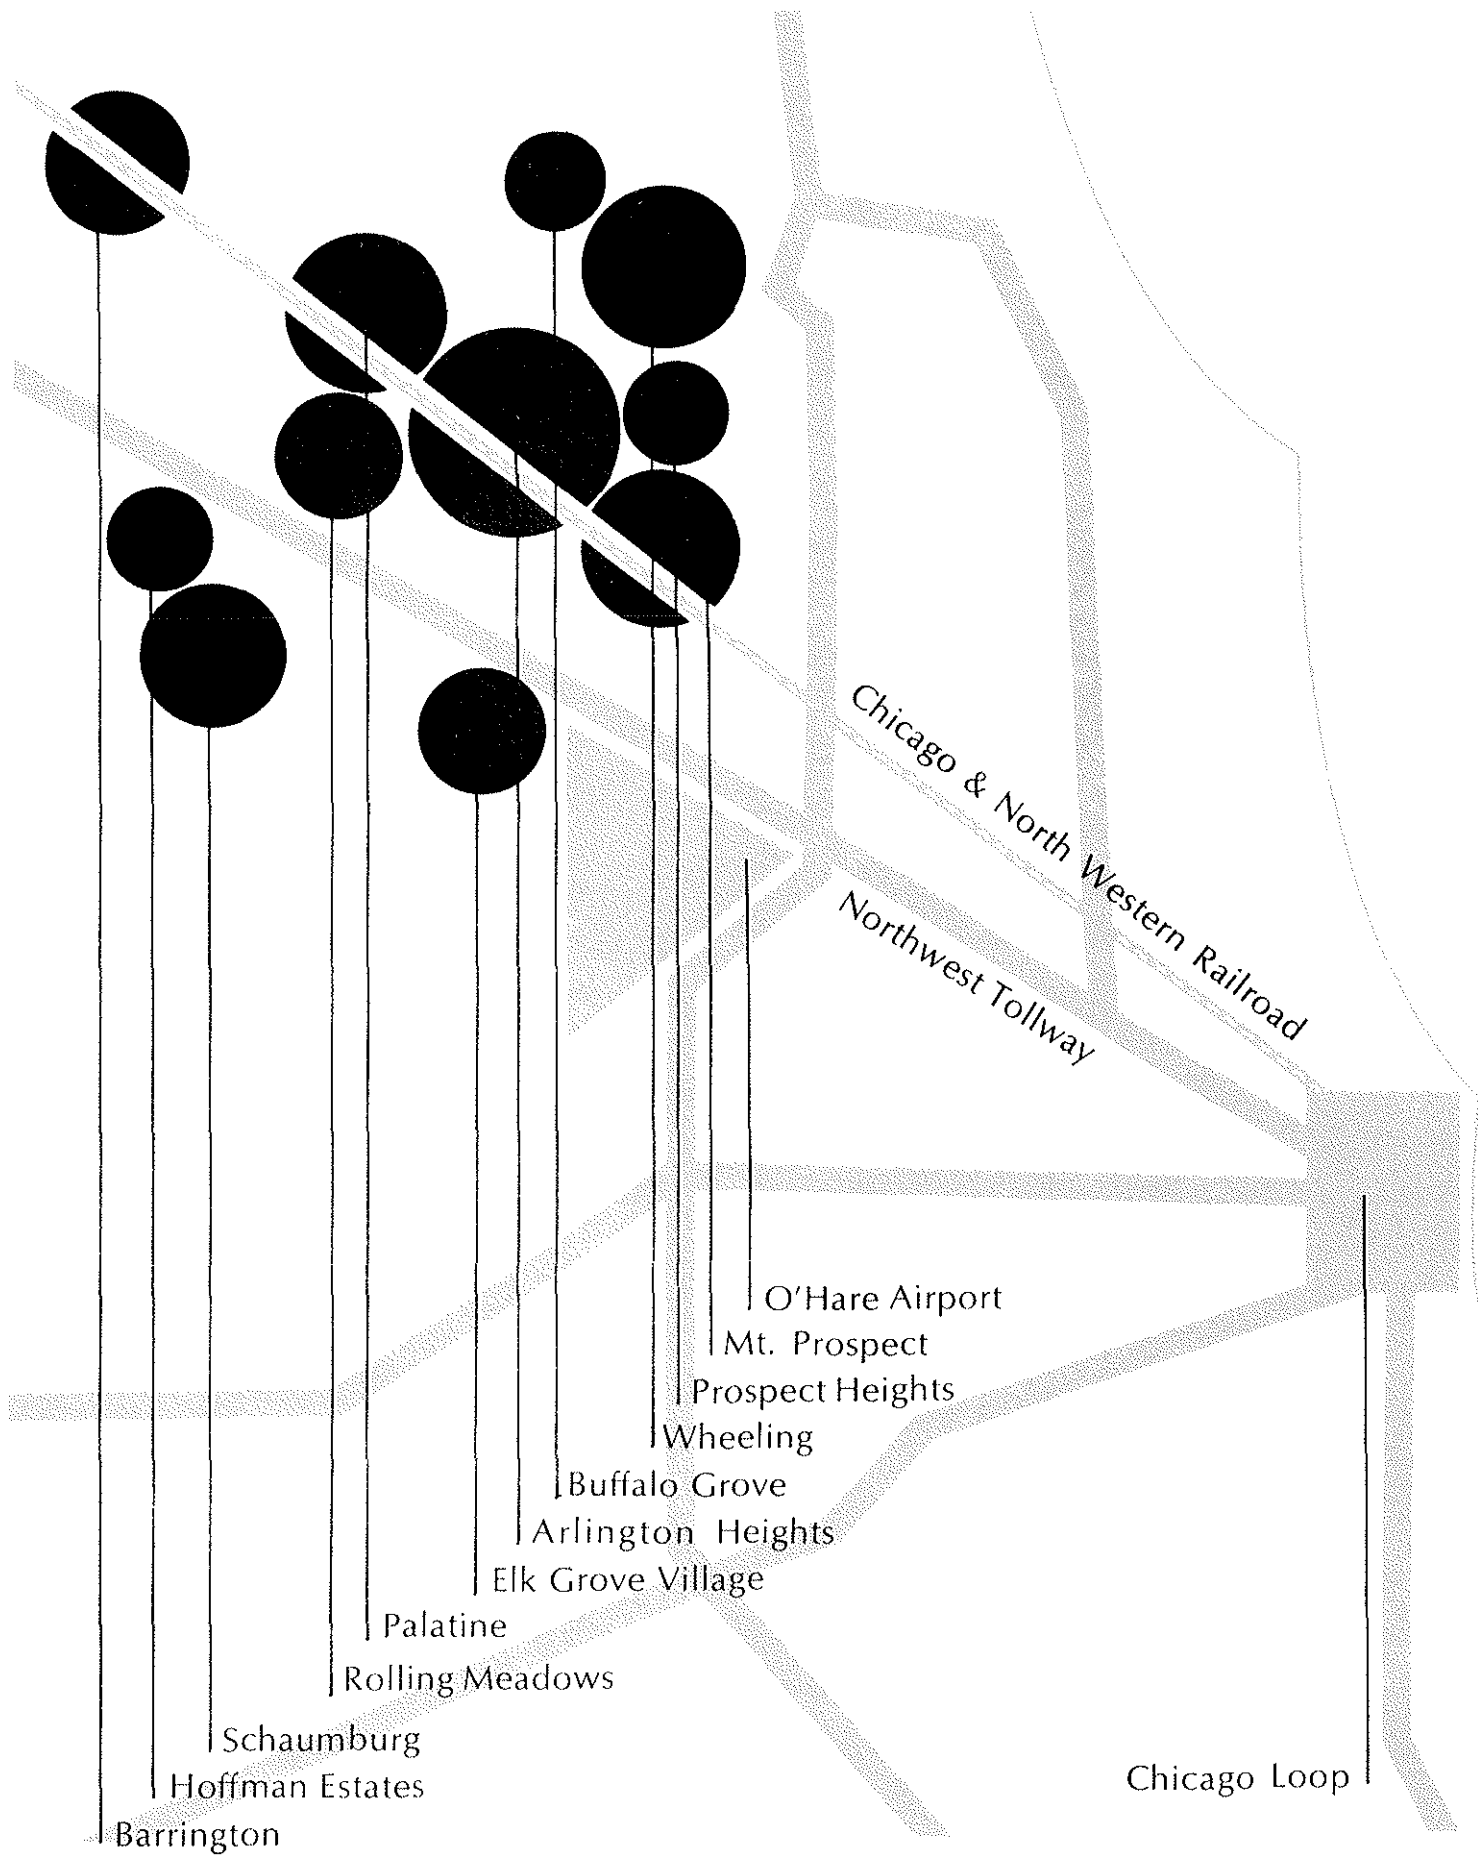 Chicago & North Western Railroad
Northwest Tollway
O'Hare Airport
Mt. Prospect
Prospect Heights
Wheeling
Buffalo Grove
Arlington Heights
Elk Grove Village
Palatine
Rolling Meadows
Schaumburg
Hoffman Estates
Barrington
Chicago Loop